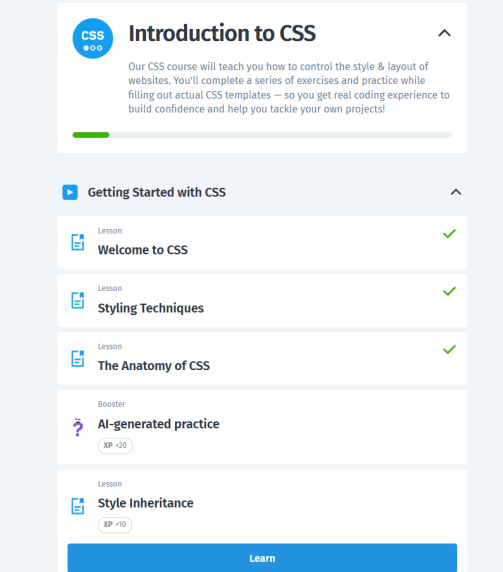 CSS
Introduction to CSS
Our CSS course will teach you how to control the style & layout of
websites. You'll complete a series of exercises and practice while
filling out actual CSS templates — so you get real coding experience to
build confidence and help you tackle your own projects!
Getting Started with CSS
Lesson
Welcome to CSS
Lesson
Styling Techniques
Lesson
The Anatomy of CSS
Booster
AI-generated practice
XP +20
Lesson
Style Inheritance
XP +10
Learn